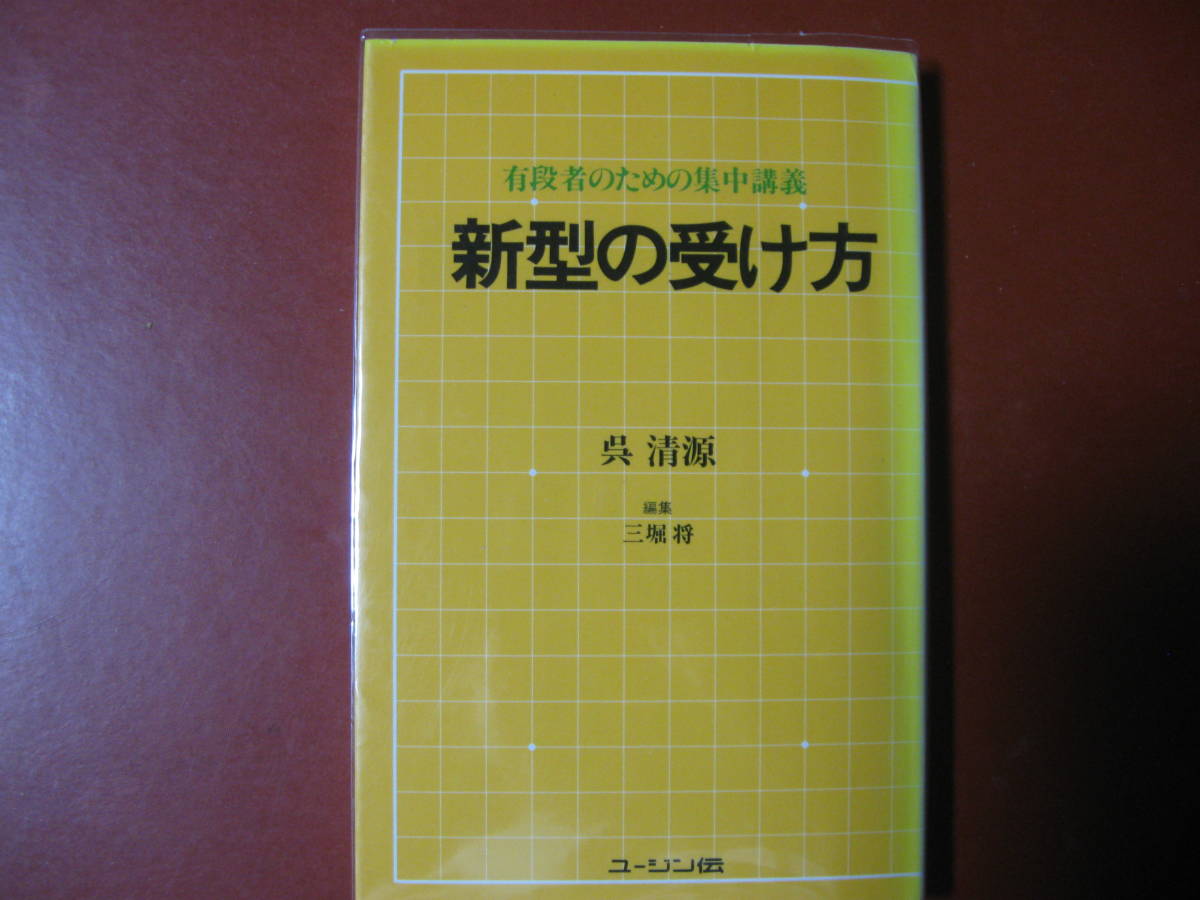 有段者のための集中講義
新型の受け方
呉 清源
編集
三堀 将
ユージン伝